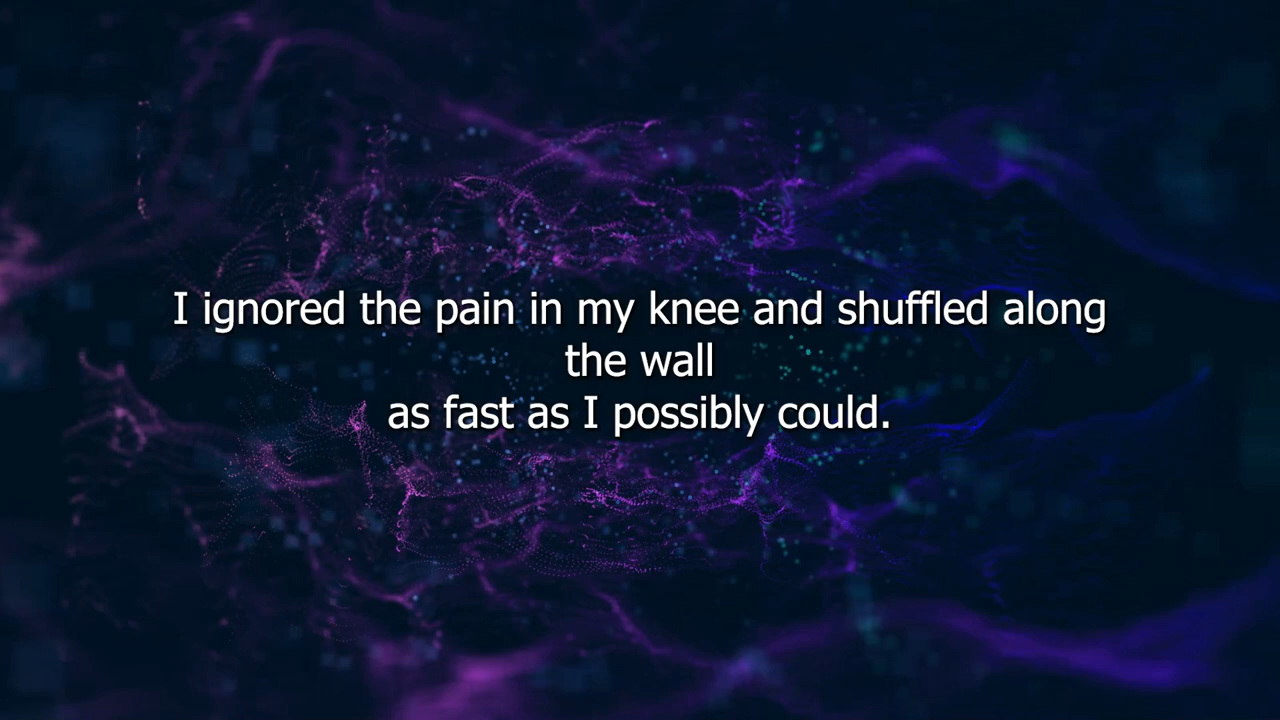 I ignored the pain in my knee and shuffled along
the wall
as fast as I possibly could.